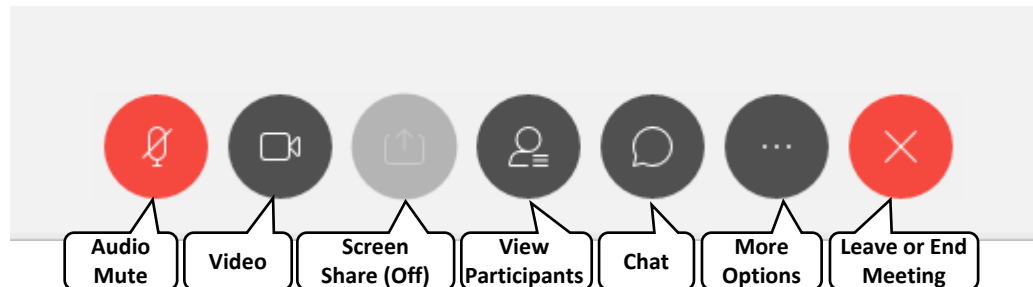 Audio
Mute
Video
Screen
Share (Off)
View
Participants
Chat
More
Options
Leave or End
Meeting